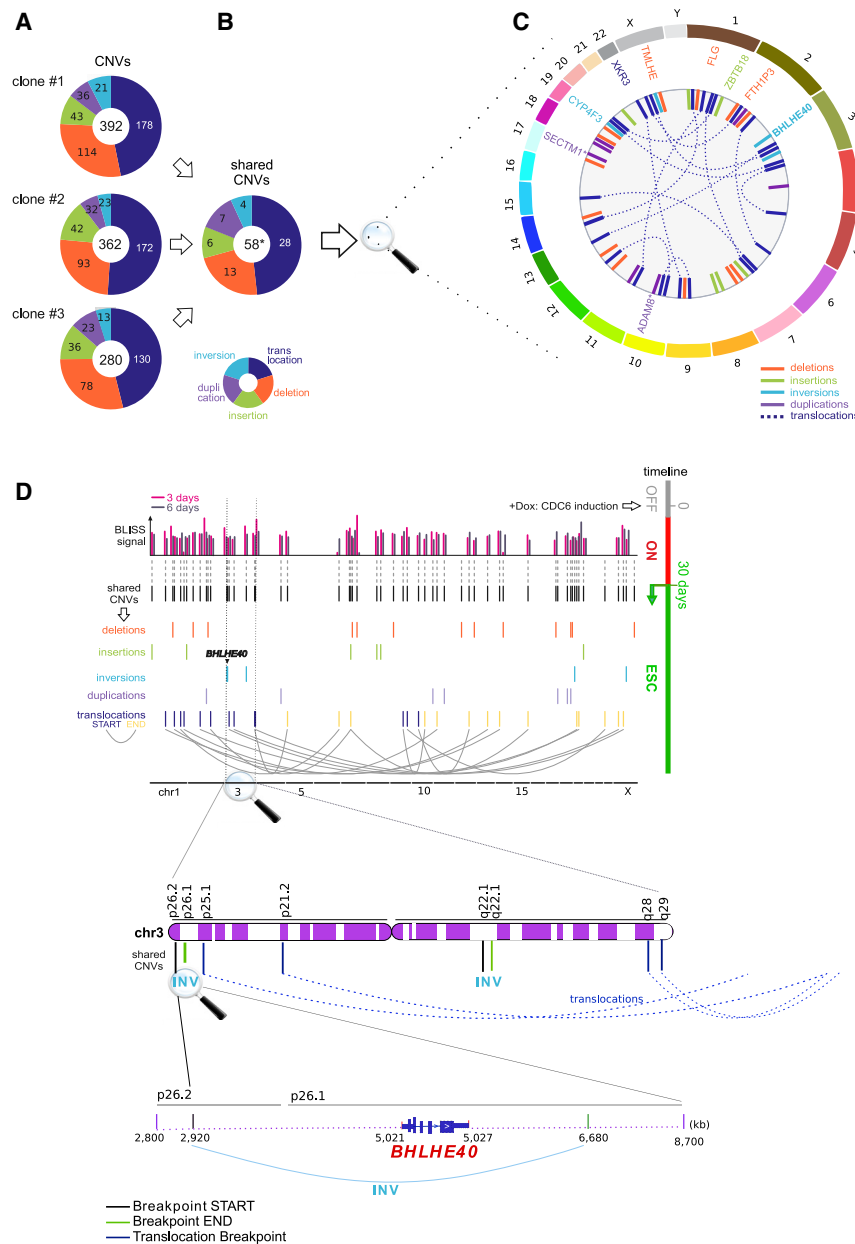 A
B
C
CNVs
clone #1
21
36
43
114
178
392
clone #2
23
32
42
93
172
362
clone #3
13
23
36
78
130
280
shared
CNVs
4
7
6
13
28
58*
inversion
trans
location
dupli
cation
deletion
insertion
1
2
3
6
7
8
9
10
11
12
13
14
15
16
17
18
19
20
21
22
X
Y
FLG
ZBTB18
FTH1P3
BHLHE40
TMLHE
XKR3
CYP4F3
SECTM1*
ADAM8*
deletions
insertions
inversions
duplications
translocations
D
3 days
6 days
BLISS
signal
shared
CNVs
deletions
insertions
BHLHE40
inversions
duplications
translocations
START END
chr1
3
5
10
15
X
timeline
+Dox: CDC6 induction
OFF
0
ON
30 days
ESC
p26.2
p26.1
p25.1
p21.2
q22.1
q22.1
q28
q29
chr3
shared
CNVs
INV
INV
translocations
p26.2
p26.1
2,800
2,920
5,021
5,027
6,680
8,700
(kb)
BHLHE40
INV
Breakpoint START
Breakpoint END
Translocation Breakpoint